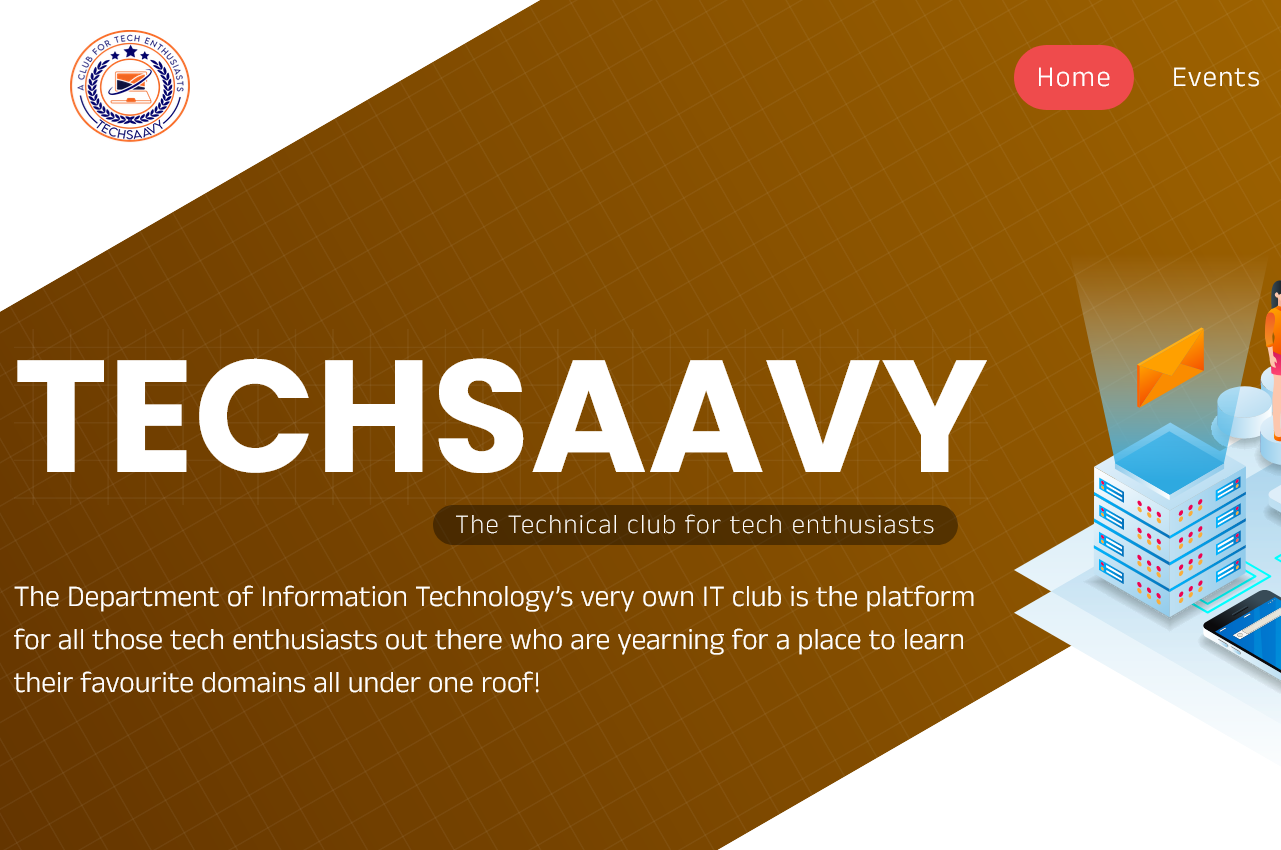 A CLUB FOR TECH ENTHUSIASTS
TECHSAAVY
Home
Events
TECHSAAVY
The Technical club for tech enthusiasts
The Department of Information Technology’s very own IT club is the platform
for all those tech enthusiasts out there who are yearning for a place to learn
their favourite domains all under one roof!